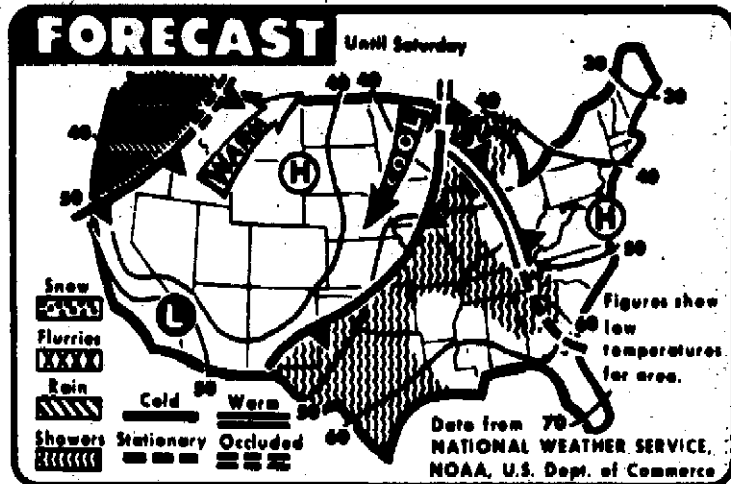 FORECAST
Until Saturday
40
40
40
30
30
40
WARM
H
COOL
40
50
H
50
Snow
L
Figures show
Flurries
60
low
temperatures
for area.
Rain
Cold
Warm
50
50
60
70
Showers
Stationary
Occluded
Data from
NATIONAL WEATHER SERVICE,
NOAA, U.S. Dept. of Commerce